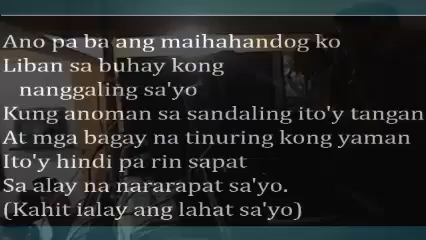 Ano pa ba ang maihahandog ko
Liban sa buhay kong
nanggaling sa'yo
Kung anoman sa sandaling ito'y tangan
At mga bagay na tinuring kong yaman
Ito'y hindi pa rin sapat
Sa alay na nararapat sa'yo.
(Kahit ialay ang lahat sa'yo)